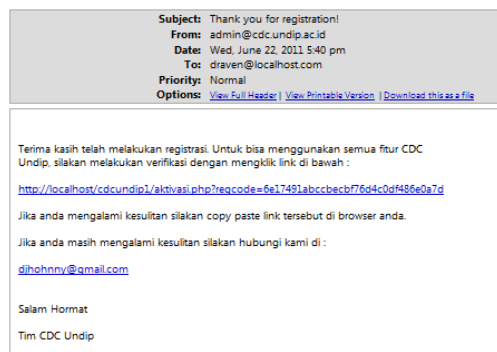 Subject: Thank you for registration!
From: admin@cdc.undip.ac.id
Date: Wed, June 22, 2011 5:40 pm
To: draven@localhost.com
Priority: Normal
Options: View Full Header | View Printable Version | Download this as a file
Terima kasih telah melakukan registrasi. Untuk bisa menggunakan semua fitur CDC
Undip, silakan melakukan verifikasi dengan mengklik link di bawah :
http://localhost/cdcundip1/aktivasi.php?reqcode=6e17491abccbecbf76d4c0df486e0a7d
Jika anda mengalami kesulitan silakan copy paste link tersebut di browser anda.
Jika anda masih mengalami kesulitan silakan hubungi kami di :
djhohnny@gmail.com
Salam Hormat
Tim CDC Undip